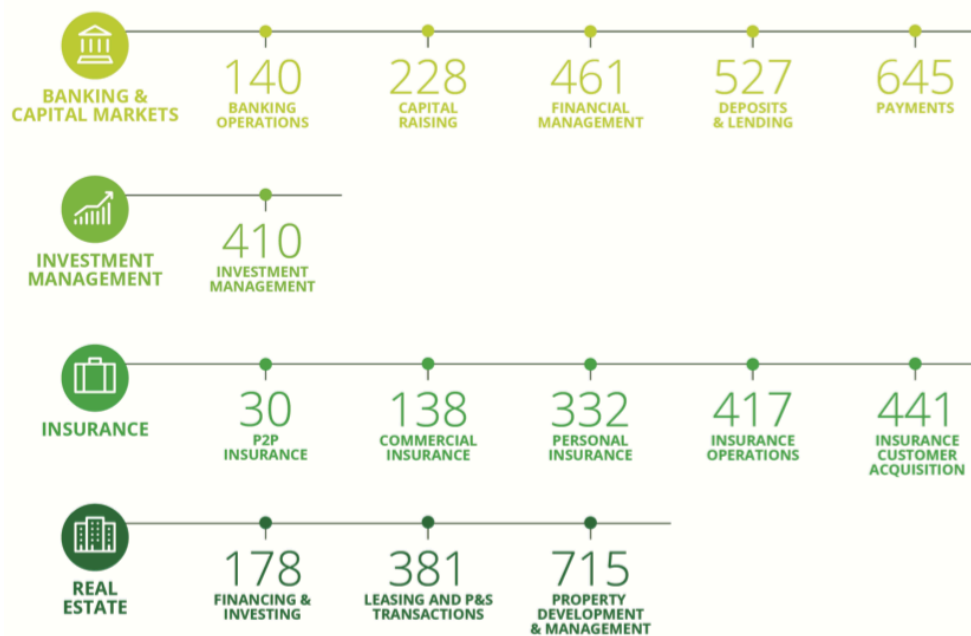 BANKING &
CAPITAL MARKETS
140
BANKING
OPERATIONS
228
CAPITAL
RAISING
461
FINANCIAL
MANAGEMENT
527
DEPOSITS
& LENDING
645
PAYMENTS
INVESTMENT
MANAGEMENT
410
INVESTMENT
MANAGEMENT
INSURANCE
30
P2P
INSURANCE
138
COMMERCIAL
INSURANCE
332
PERSONAL
INSURANCE
417
INSURANCE
OPERATIONS
441
INSURANCE
CUSTOMER
ACQUISITION
REAL
ESTATE
178
FINANCING &
INVESTING
381
LEASING AND P&S
TRANSACTIONS
715
PROPERTY
DEVELOPMENT
& MANAGEMENT